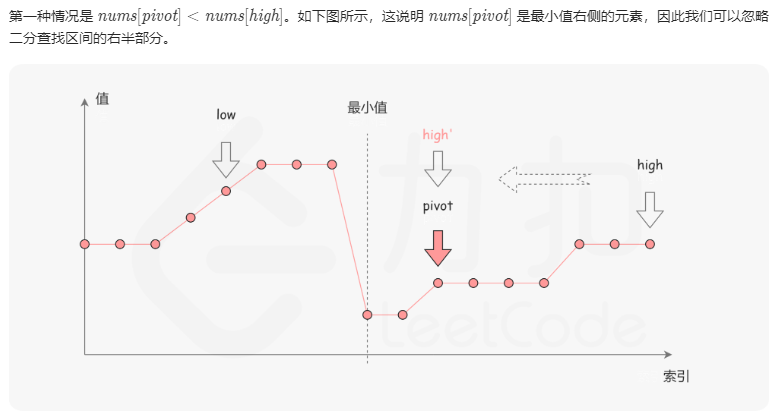 第一种情况是 nums[pivot] < nums[high]。如下图所示，这说明 nums[pivot] 是最小值右侧的元素，因此我们可以忽略
二分查找区间的右半部分。
值
low
最小值
high'
high
pivot
力扣
LeetCode
索引